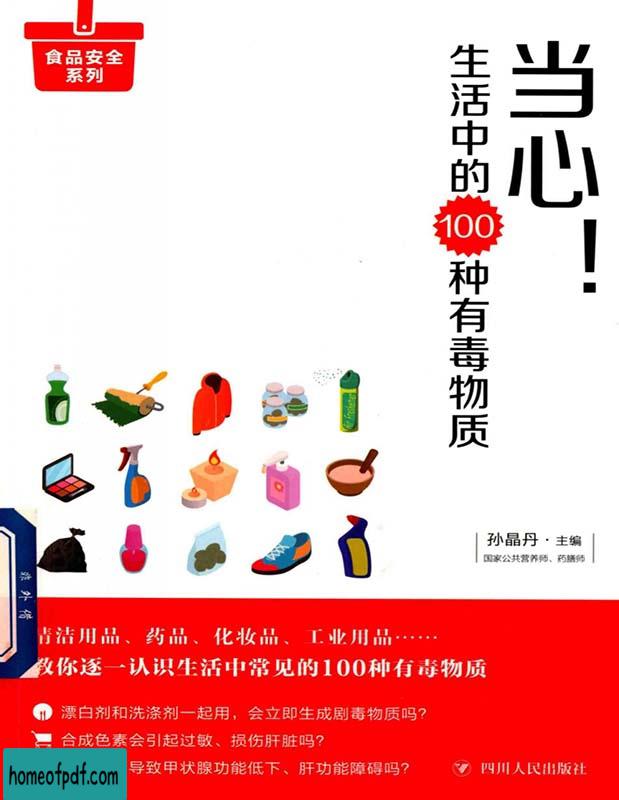 食品安全
系列
当心！
生活中的100种有毒物质
孙晶丹·主编
国家公共营养师、药膳师
洁用品、药品、化妆品、工业用品……
教你逐一认识生活中常见的100种有毒物质
漂白剂和洗涤剂一起用，会立即生成剧毒物质吗？
合成色素会引起过敏、损伤肝脏吗？
导致甲状腺功能低下、肝功能障碍吗？
四川人民出版社
homeofpdf.com